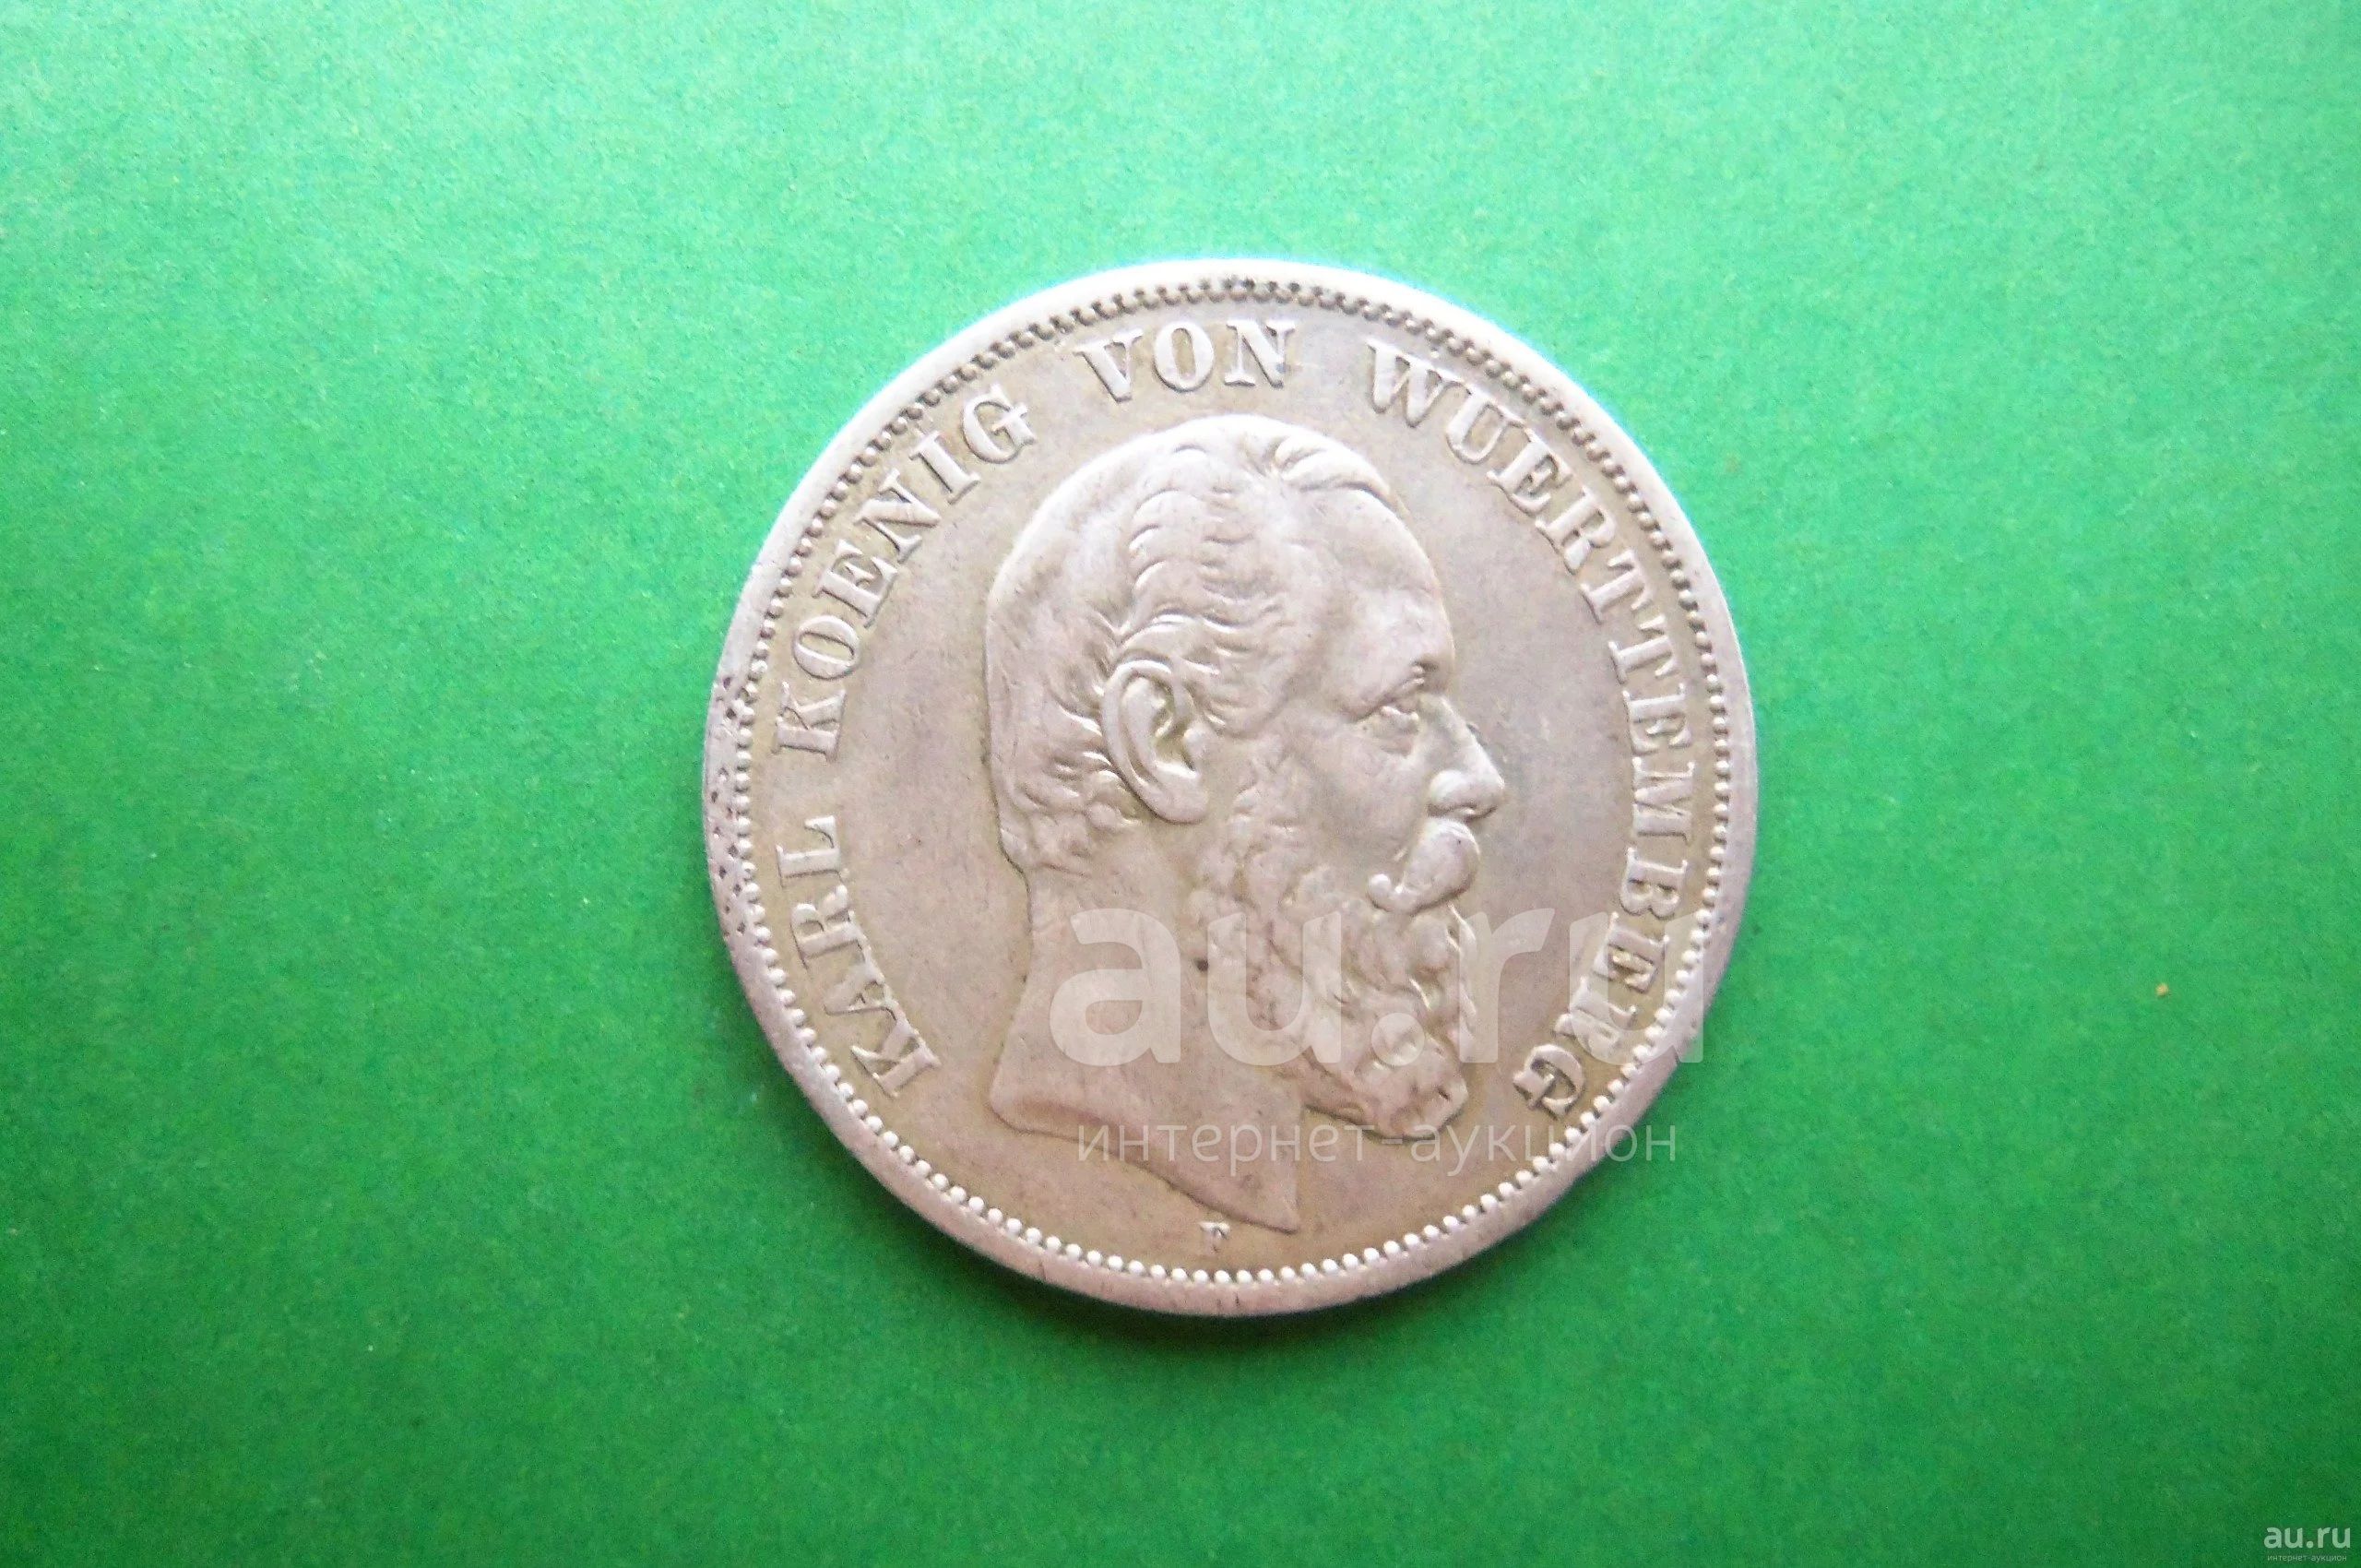 KARL KOENIG VON WUERTTEMBERG
F
au.ru
интернет-аукцион
au.ru
интернет-аукцион